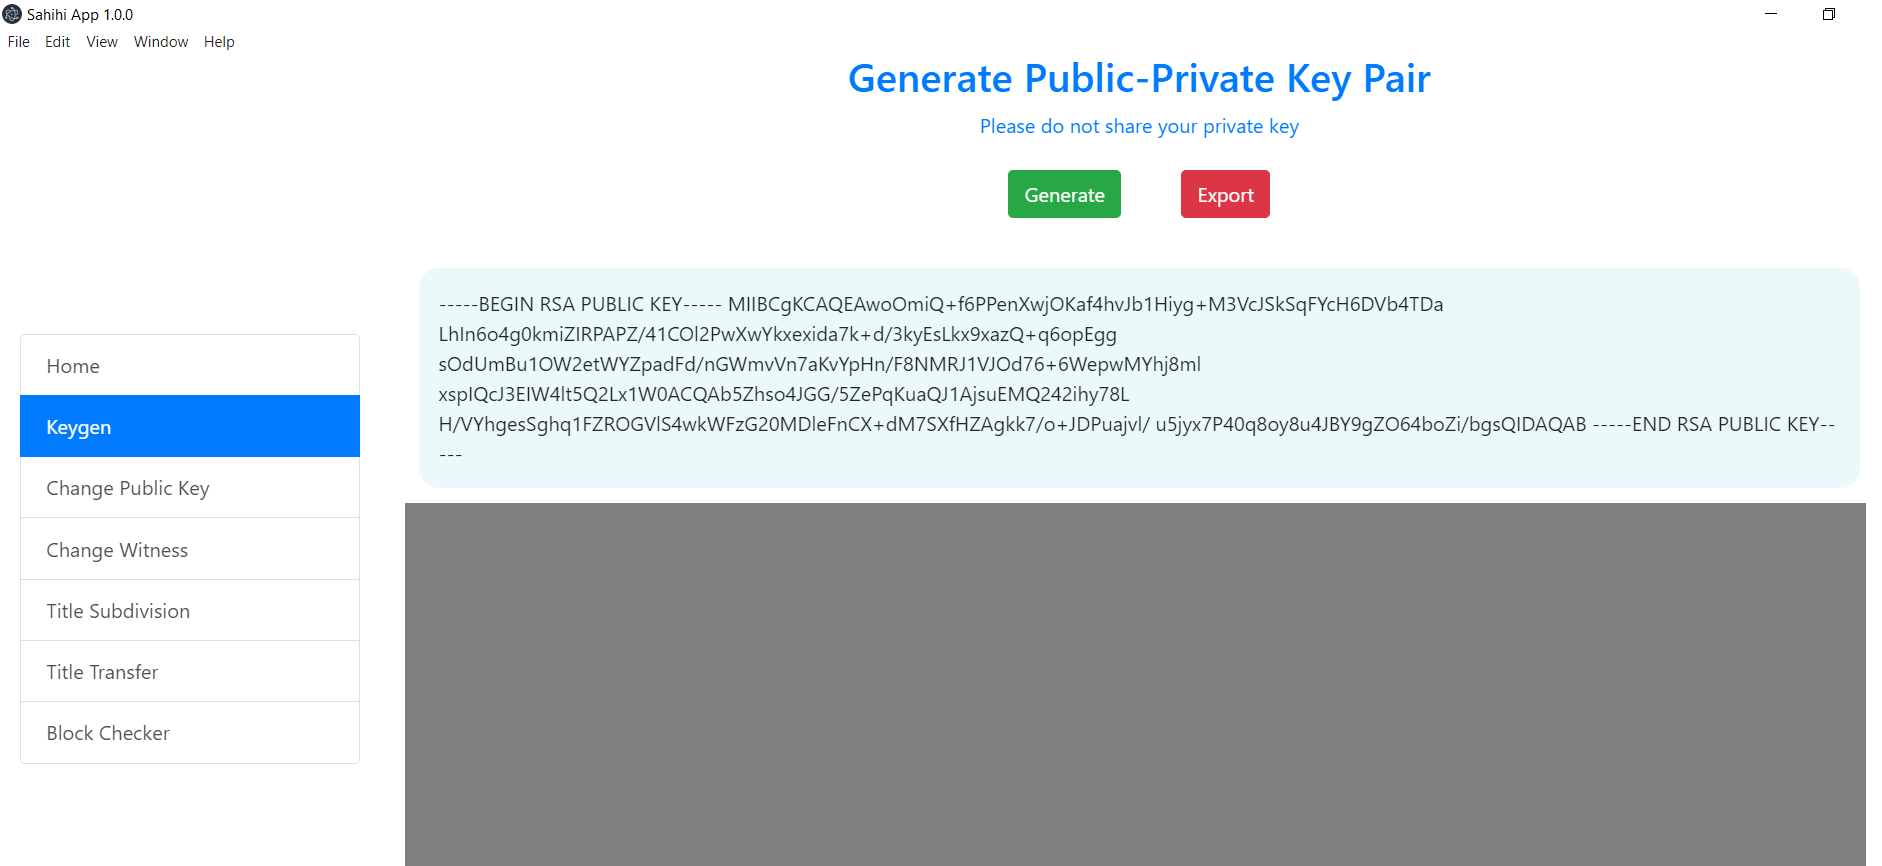 Sahihi App 1.0.0
File Edit View Window Help
Generate Public-Private Key Pair
Please do not share your private key
Generate Export
-----BEGIN RSA PUBLIC KEY----- MIIBCgKCAQEAwoOmiQ+f6PPenXwjOKaf4hvJb1Hiyg+M3VcJSkSqFYcH6DVb4TDa
LhIn6o4g0kmiZIRPAPZ/41COl2PwXwYkxexida7k+d/3kyEsLkx9xazQ+q6opEgg
sOdUmBu1OW2etWYZpadFd/nGWmvVn7aKvYpHn/F8NMRJ1VJOd76+6WepwMYhj8ml
xspIQcJ3EIW4lt5Q2Lx1W0ACQAb5Zhso4JGG/5ZePqKuaQJ1AjsuEMQ242ihy78L
H/VYhgesSghq1FZROGVlS4wkWFzG20MDleFnCX+dM7SXfHZAgkk7/o+JDPuajvl/ u5jyx7P40q8oy8u4JBY9gZO64boZi/bgsQIDAQAB -----END RSA PUBLIC KEY--
---
Home
Keygen
Change Public Key
Change Witness
Title Subdivision
Title Transfer
Block Checker